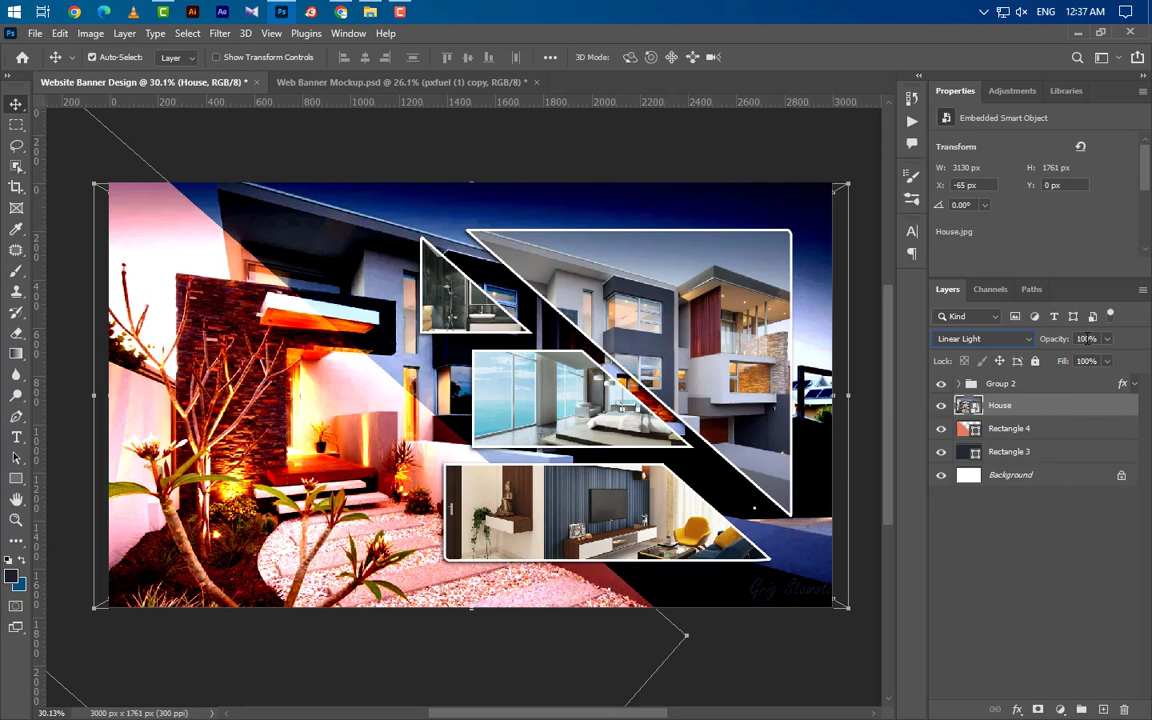 ENG 12:37 AM
Ps File Edit Image Layer Type Select Filter 3D View Plugins Window Help
Auto-Select: Layer Show Transform Controls 3D Mode:
Website Banner Design @ 30.1% (House, RGB/8) * × Web Banner Mockup.psd @ 26.1% (pxfuel (1) copy, RGB/8) * ×
200 0 200 400 600 800 1000 1200 1400 1600 1800 2000 2200 2400 2600 2800 3000
Properties Adjustments Libraries
Embedded Smart Object
Transform
W: 3130 px H: 1761 px
X: -65 px Y: 0 px
0.00°
House.jpg
Layers Channels Paths
Kind
Linear Light Opacity: 100%
Lock: Fill: 100%
Group 2 fx
House
Rectangle 4
Rectangle 3
Background
30.13% 3000 px x 1761 px (300 ppi)